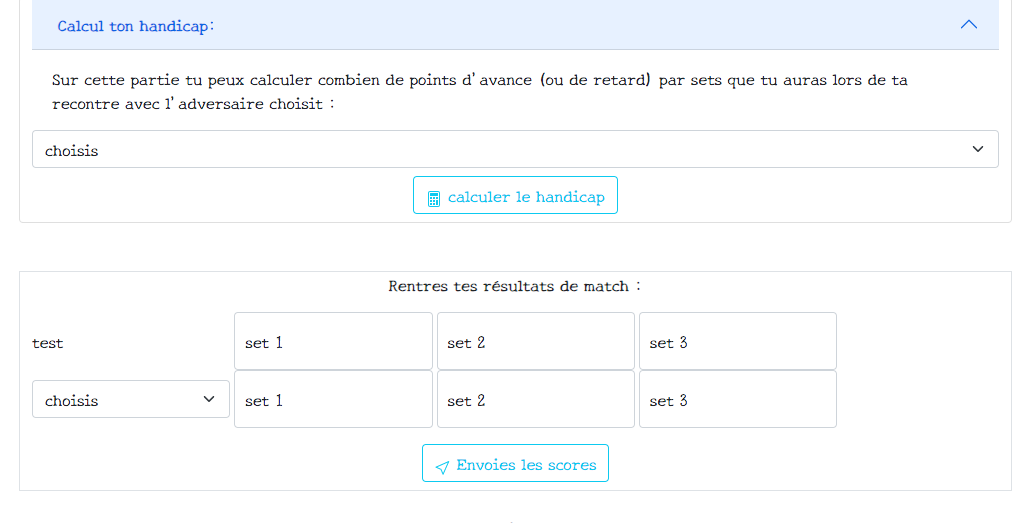 Calcul ton handicap:
Sur cette partie tu peux calculer combien de points d'avance (ou de retard) par sets que tu auras lors de ta
recontre avec l'adversaire choisit :
choisis
calculer le handicap
Rentres tes résultats de match :
test set 1 set 2 set 3
choisis set 1 set 2 set 3
Envoies les scores